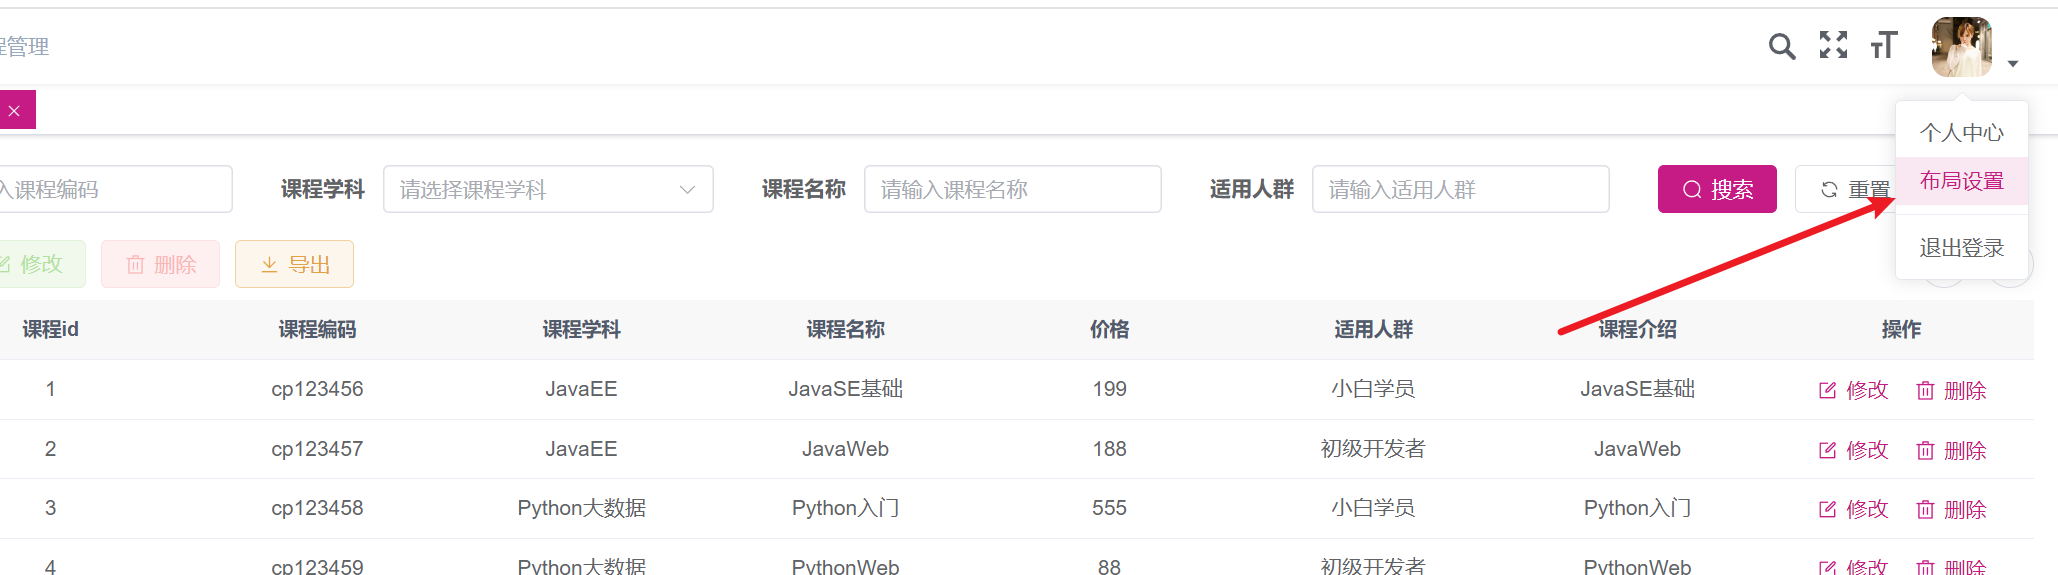 程管理
个人中心
入课程编码 课程学科 请选择课程学科 课程名称 请输入课程名称 适用人群 请输入适用人群 搜索 重置
布局设置
修改 删除 导出
退出登录
课程id 课程编码 课程学科 课程名称 价格 适用人群 课程介绍 操作
1 cp123456 JavaEE JavaSE基础 199 小白学员 JavaSE基础 修改 删除
2 cp123457 JavaEE JavaWeb 188 初级开发者 JavaWeb 修改 删除
3 cp123458 Python大数据 Python入门 555 小白学员 Python入门 修改 删除
4 cp123459 Python大数据 PythonWeb 88 初级开发者 PythonWeb 修改 删除